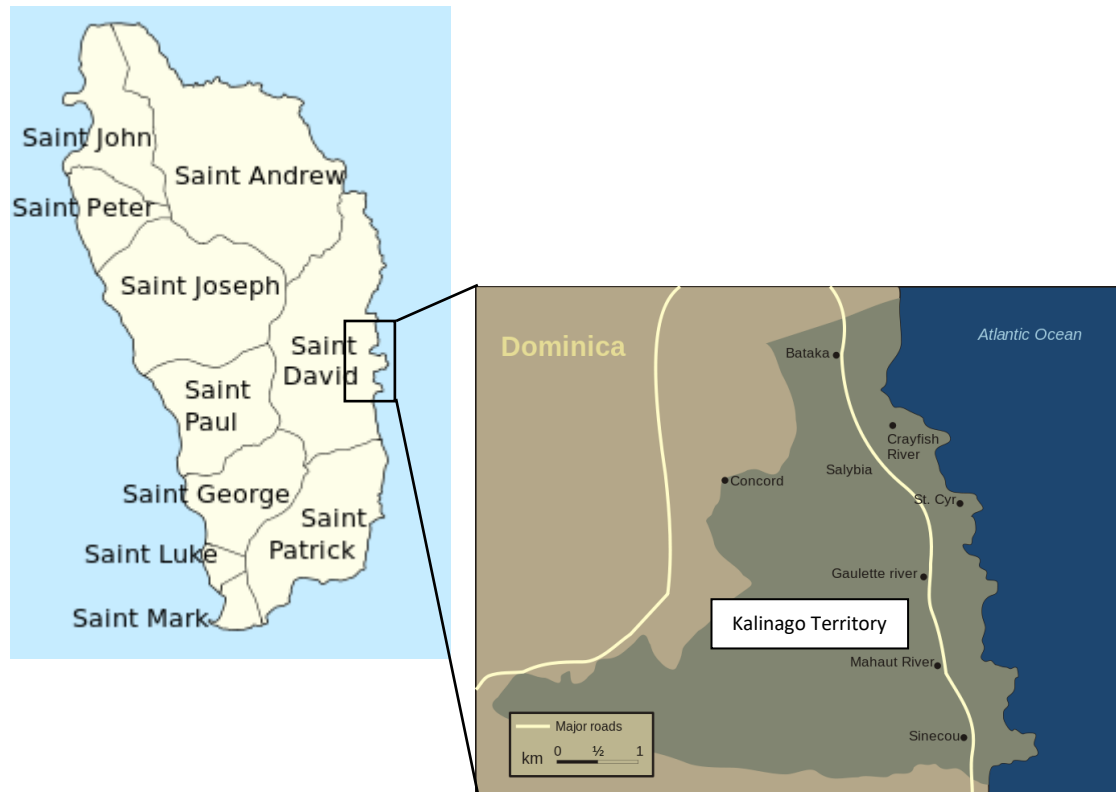 Saint John
Saint Andrew
Saint Peter
Saint Joseph
Saint
David
Saint
Paul
Saint George
Saint
Patrick
Saint Luke
Saint Mark
Dominica
Atlantic Ocean
Bataka
Crayfish
River
Salybia
Concord
St. Cyr
Gaulette river
Kalinago Territory
Mahaut River
Sinecou
Major roads
km 0 ½ 1